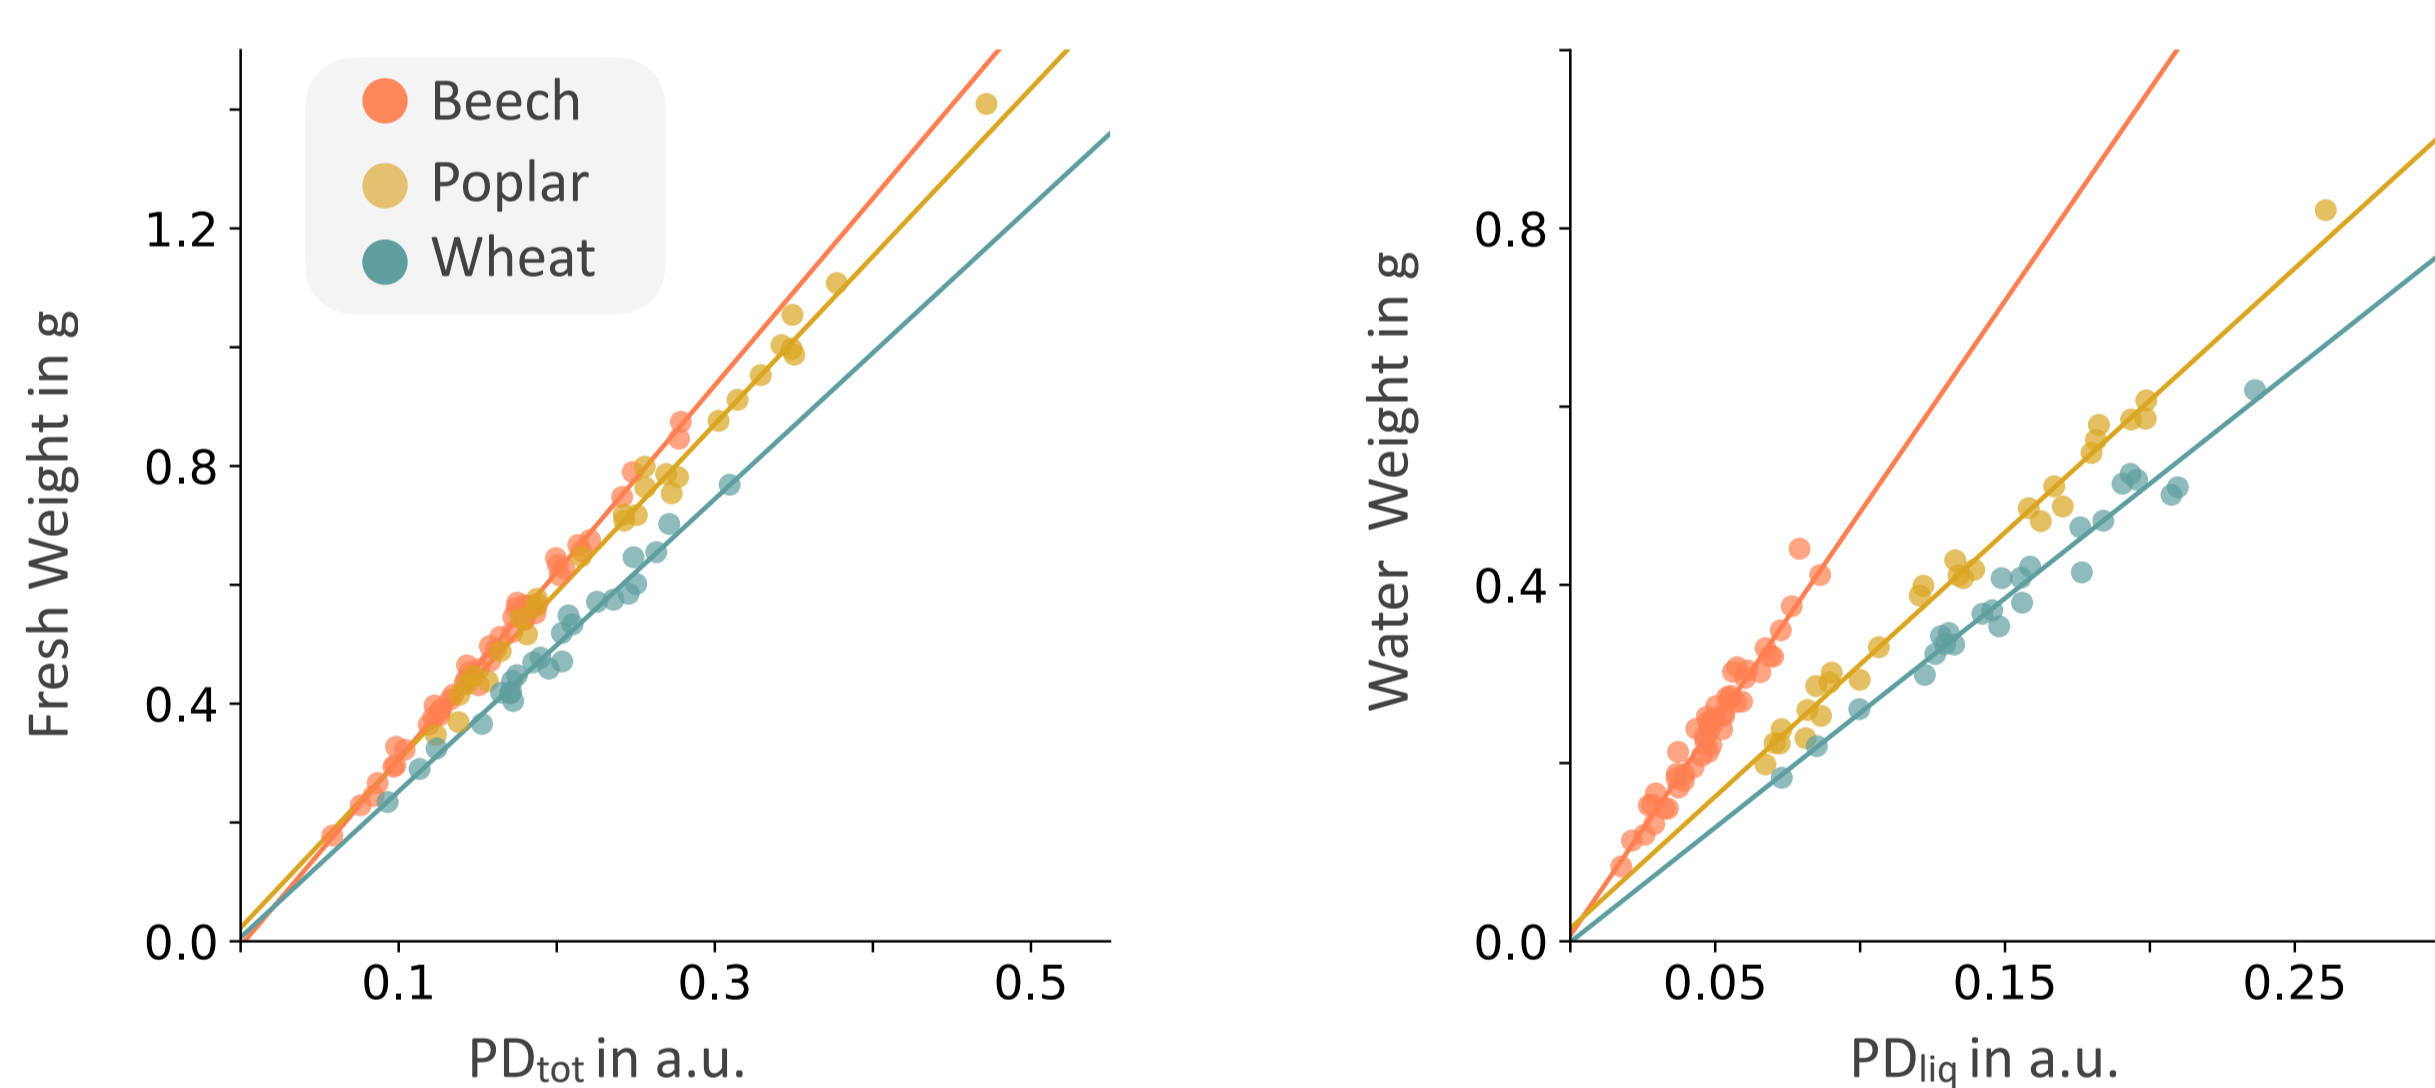 Beech
Poplar
Wheat
Fresh Weight in g
1.2
0.8
0.4
0.0
0.1 0.3 0.5
PDtot in a.u.
Water Weight in g
0.8
0.4
0.0
0.05 0.15 0.25
PDliq in a.u.